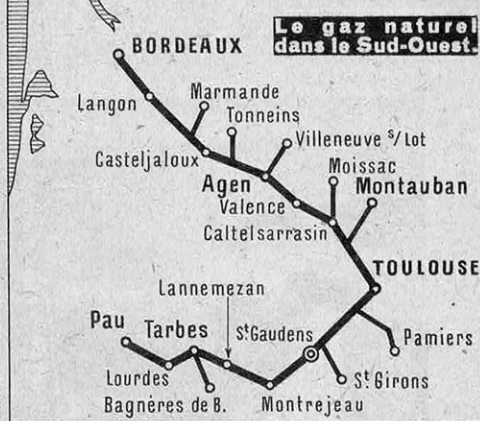 Le gaz naturel
dans le Sud-Ouest.
BORDEAUX
Langon
Marmande
Tonneins
Villeneuve s/Lot
Casteljaloux
Moissac
Agen
Montauban
Valence
Caltelsarrasin
TOULOUSE
Lannemezan
Pau
Tarbes
St Gaudens
Pamiers
Lourdes
St Girons
Bagnères de B.
Montrejeau